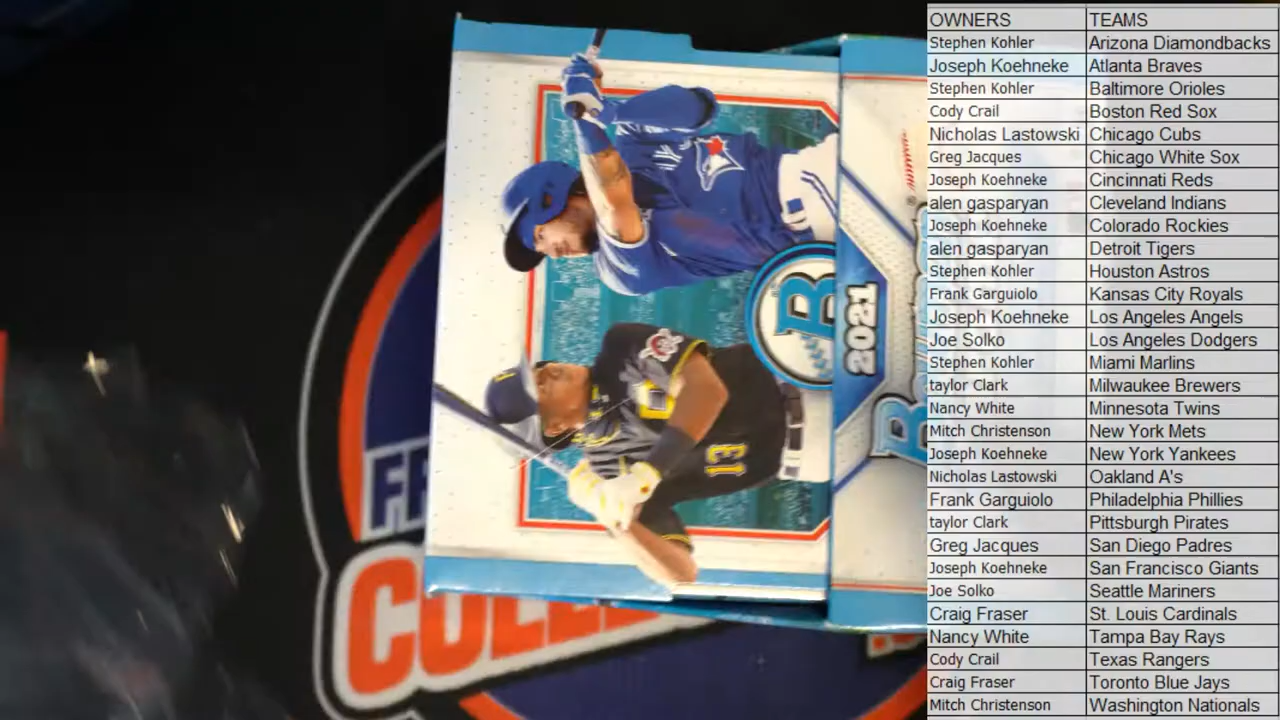 OWNERS TEAMS
Stephen Kohler Arizona Diamondbacks
Joseph Koehneke Atlanta Braves
Stephen Kohler Baltimore Orioles
Cody Crail Boston Red Sox
Nicholas Lastowski Chicago Cubs
Greg Jacques Chicago White Sox
Joseph Koehneke Cincinnati Reds
alen gasparyan Cleveland Indians
Joseph Koehneke Colorado Rockies
alen gasparyan Detroit Tigers
Stephen Kohler Houston Astros
Frank Garguiolo Kansas City Royals
Joseph Koehneke Los Angeles Angels
Joe Solko Los Angeles Dodgers
Stephen Kohler Miami Marlins
taylor Clark Milwaukee Brewers
Nancy White Minnesota Twins
Mitch Christenson New York Mets
Joseph Koehneke New York Yankees
Nicholas Lastowski Oakland A's
Frank Garguiolo Philadelphia Phillies
taylor Clark Pittsburgh Pirates
Greg Jacques San Diego Padres
Joseph Koehneke San Francisco Giants
Joe Solko Seattle Mariners
Craig Fraser St. Louis Cardinals
Nancy White Tampa Bay Rays
Cody Crail Texas Rangers
Craig Fraser Toronto Blue Jays
Mitch Christenson Washington Nationals
B
2021
13